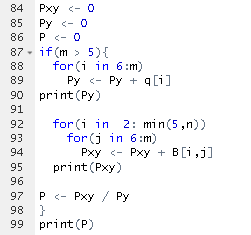 84 Pxy <- 0
85 Py <- 0
86 P <- 0
87 if(m > 5){
88 for(i in 6:m)
89 Py <- Py + q[i]
90 print(Py)
91
92 for(i in 2: min(5,n))
93 for(j in 6:m)
94 Pxy <- Pxy + B[i,j]
95 print(Pxy)
96
97 P <- Pxy / Py
98 }
99 print(P)